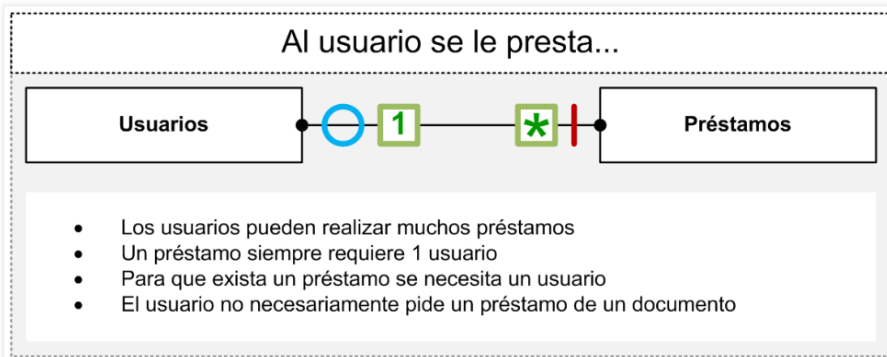 Al usuario se le presta...
Usuarios
1
*
Préstamos
• Los usuarios pueden realizar muchos préstamos
• Un préstamo siempre requiere 1 usuario
• Para que exista un préstamo se necesita un usuario
• El usuario no necesariamente pide un préstamo de un documento